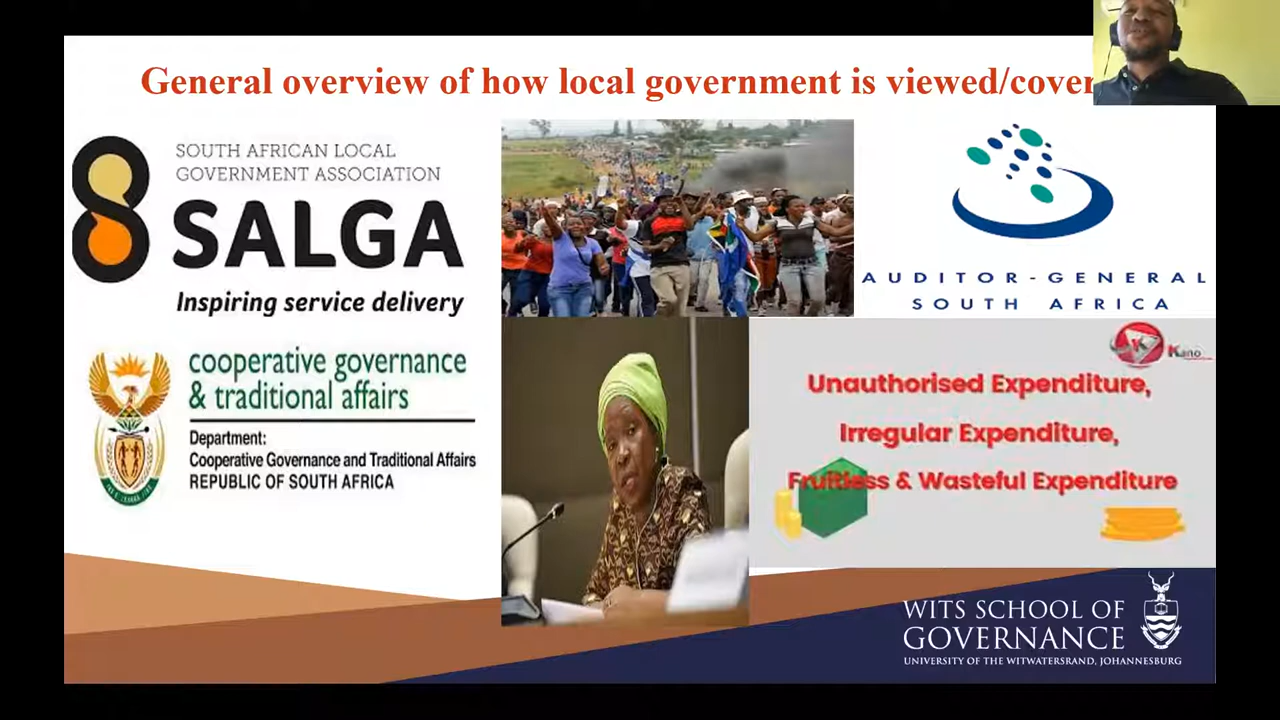 General overview of how local government is viewed/cover
SOUTH AFRICAN LOCAL
GOVERNMENT ASSOCIATION
SALGA
Inspiring service delivery
AUDITOR-GENERAL
SOUTH AFRICA
cooperative governance
& traditional affairs
Department:
Cooperative Governance and Traditional Affairs
REPUBLIC OF SOUTH AFRICA
Kano
Unauthorised Expenditure,
Irregular Expenditure,
Fruitless & Wasteful Expenditure
WITS SCHOOL OF
GOVERNANCE
UNIVERSITY OF THE WITWATERSRAND, JOHANNESBURG